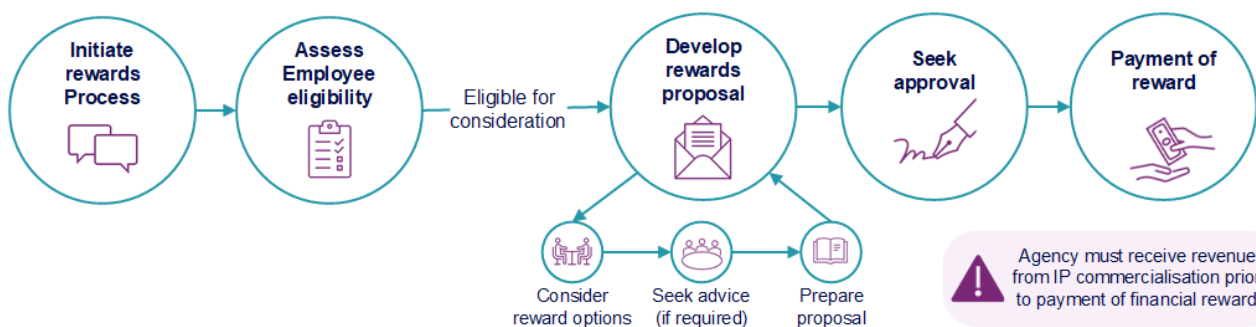 Initiate
rewards
Process
Assess
Employee
eligibility
Eligible for
consideration
Develop
rewards
proposal
Seek
approval
Payment of
reward
Consider
reward options
Seek advice
(if required)
Prepare
proposal
Agency must receive revenue
from IP commercialisation prior
to payment of financial reward